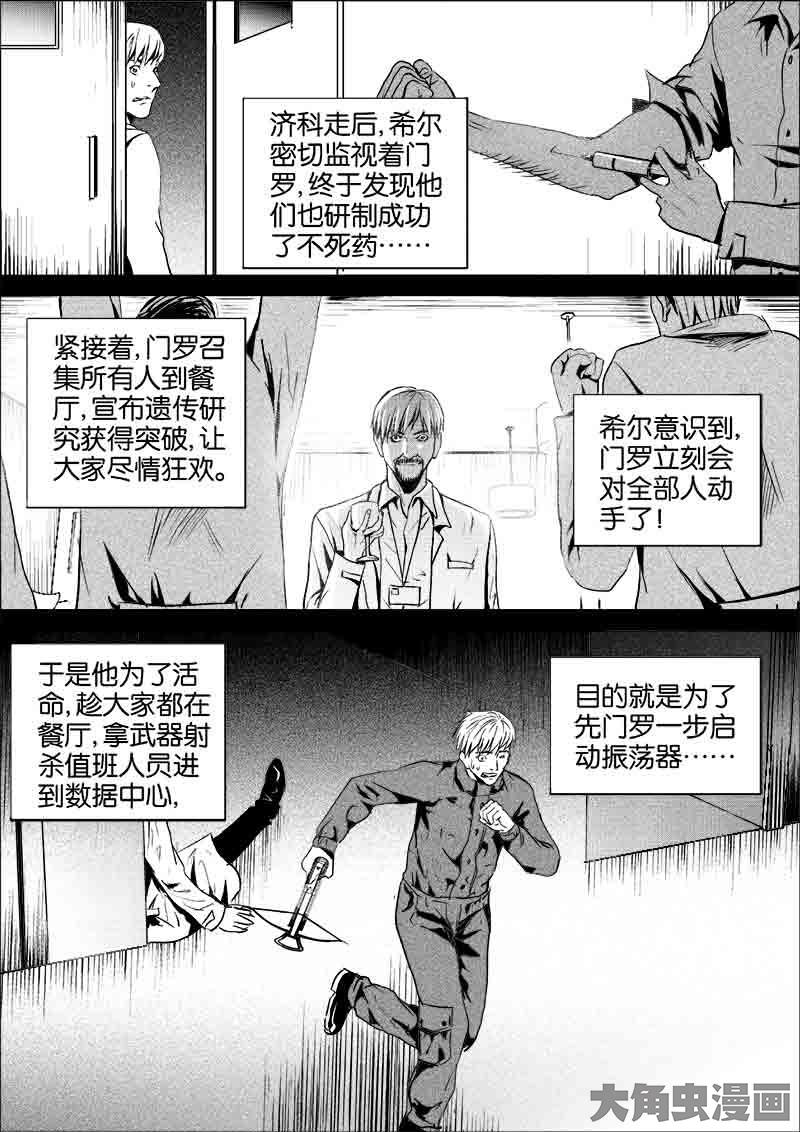 济科走后,希尔
密切监视着门
罗,终于发现他
们也研制成功
了不死药……
紧接着,门罗召
集所有人到餐
厅,宣布遗传研
究获得突破,让
大家尽情狂欢。
希尔意识到,
门罗立刻会
对全部人动
手了!
于是他为了活
命,趁大家都在
餐厅,拿武器射
杀值班人员进
到数据中心,
目的就是为了
先门罗一步启
动振荡器……
大角虫漫画